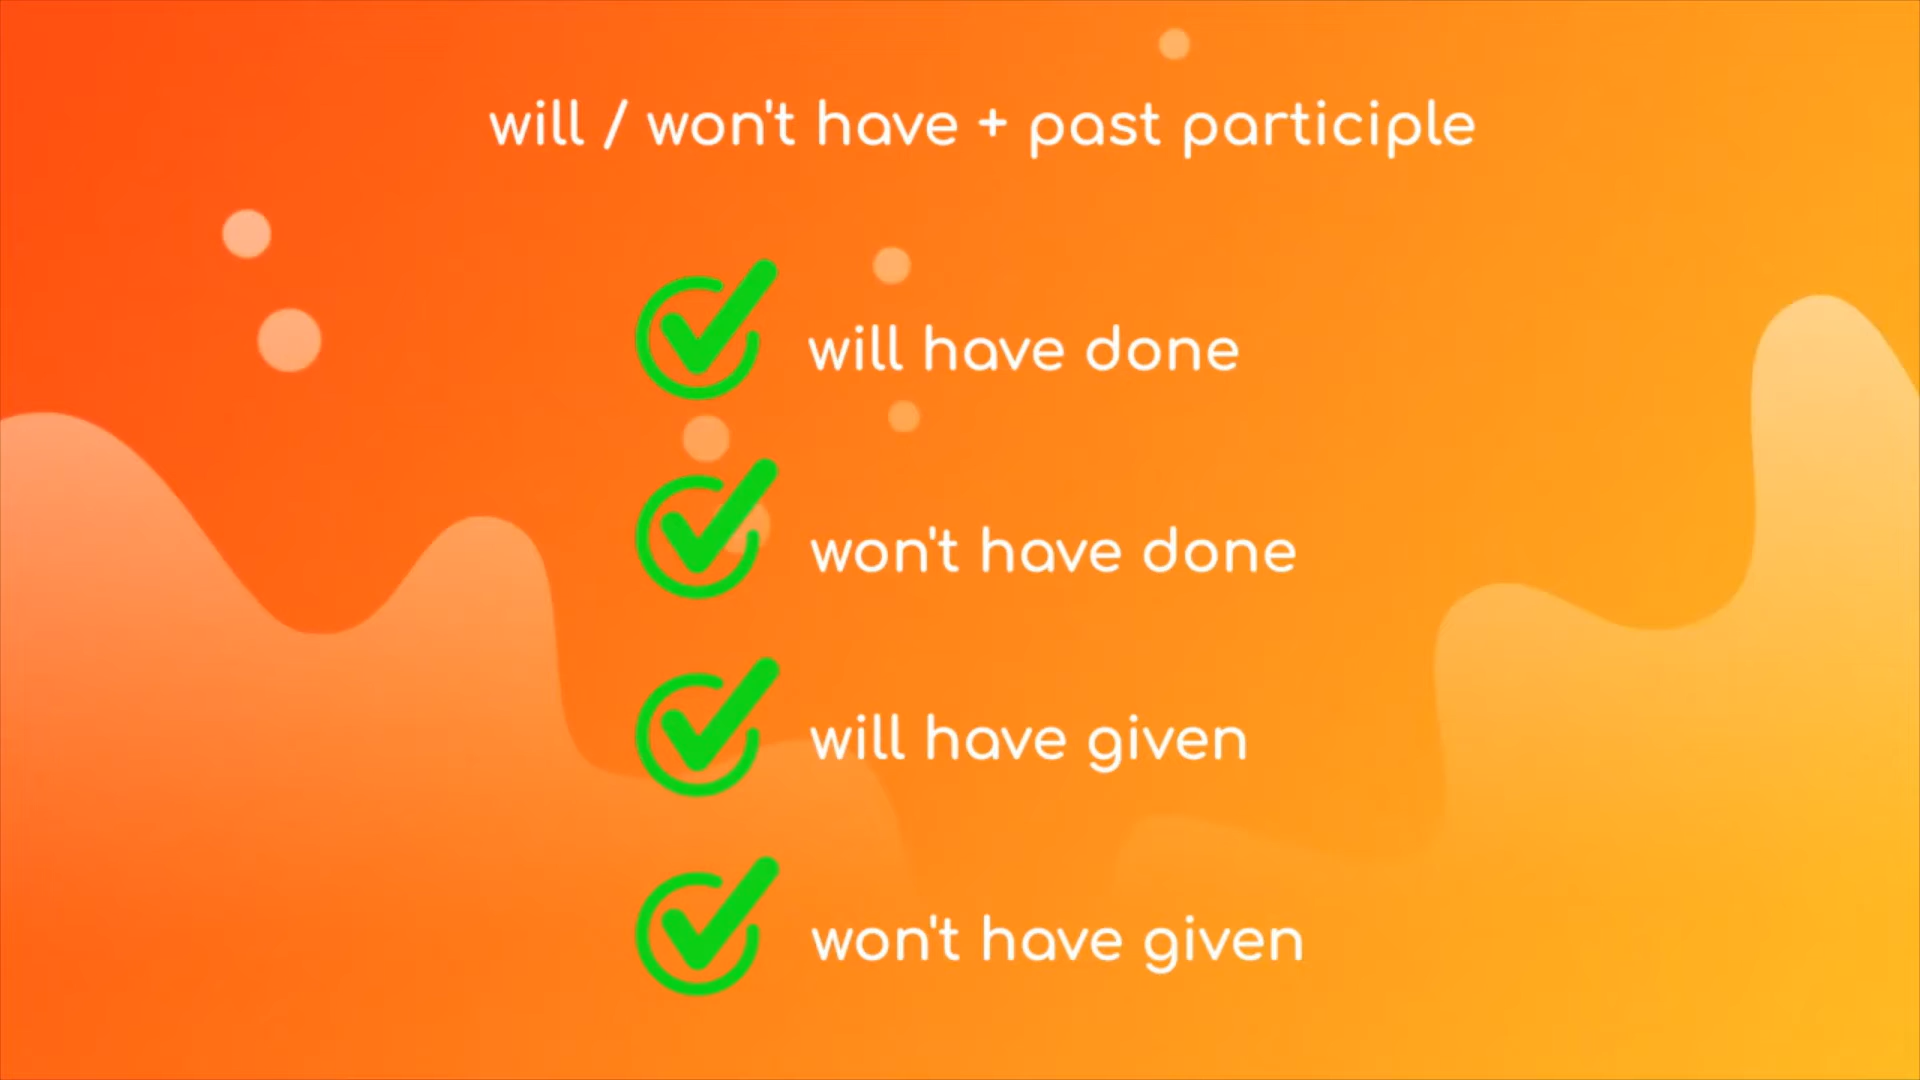 will / won't have + past participle
will have done
won't have done
will have given
won't have given